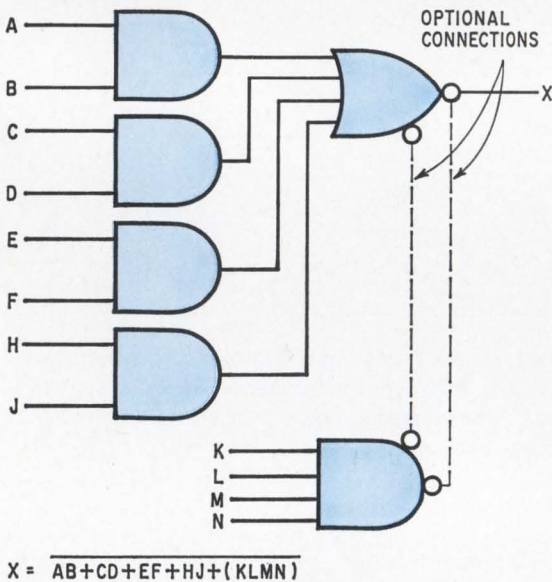 OPTIONAL
CONNECTIONS
A
B
C
D
E
F
H
J
X
K
L
M
N
X = AB+CD+EF+HJ+(KLMN)